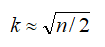 k ≈ √n/2